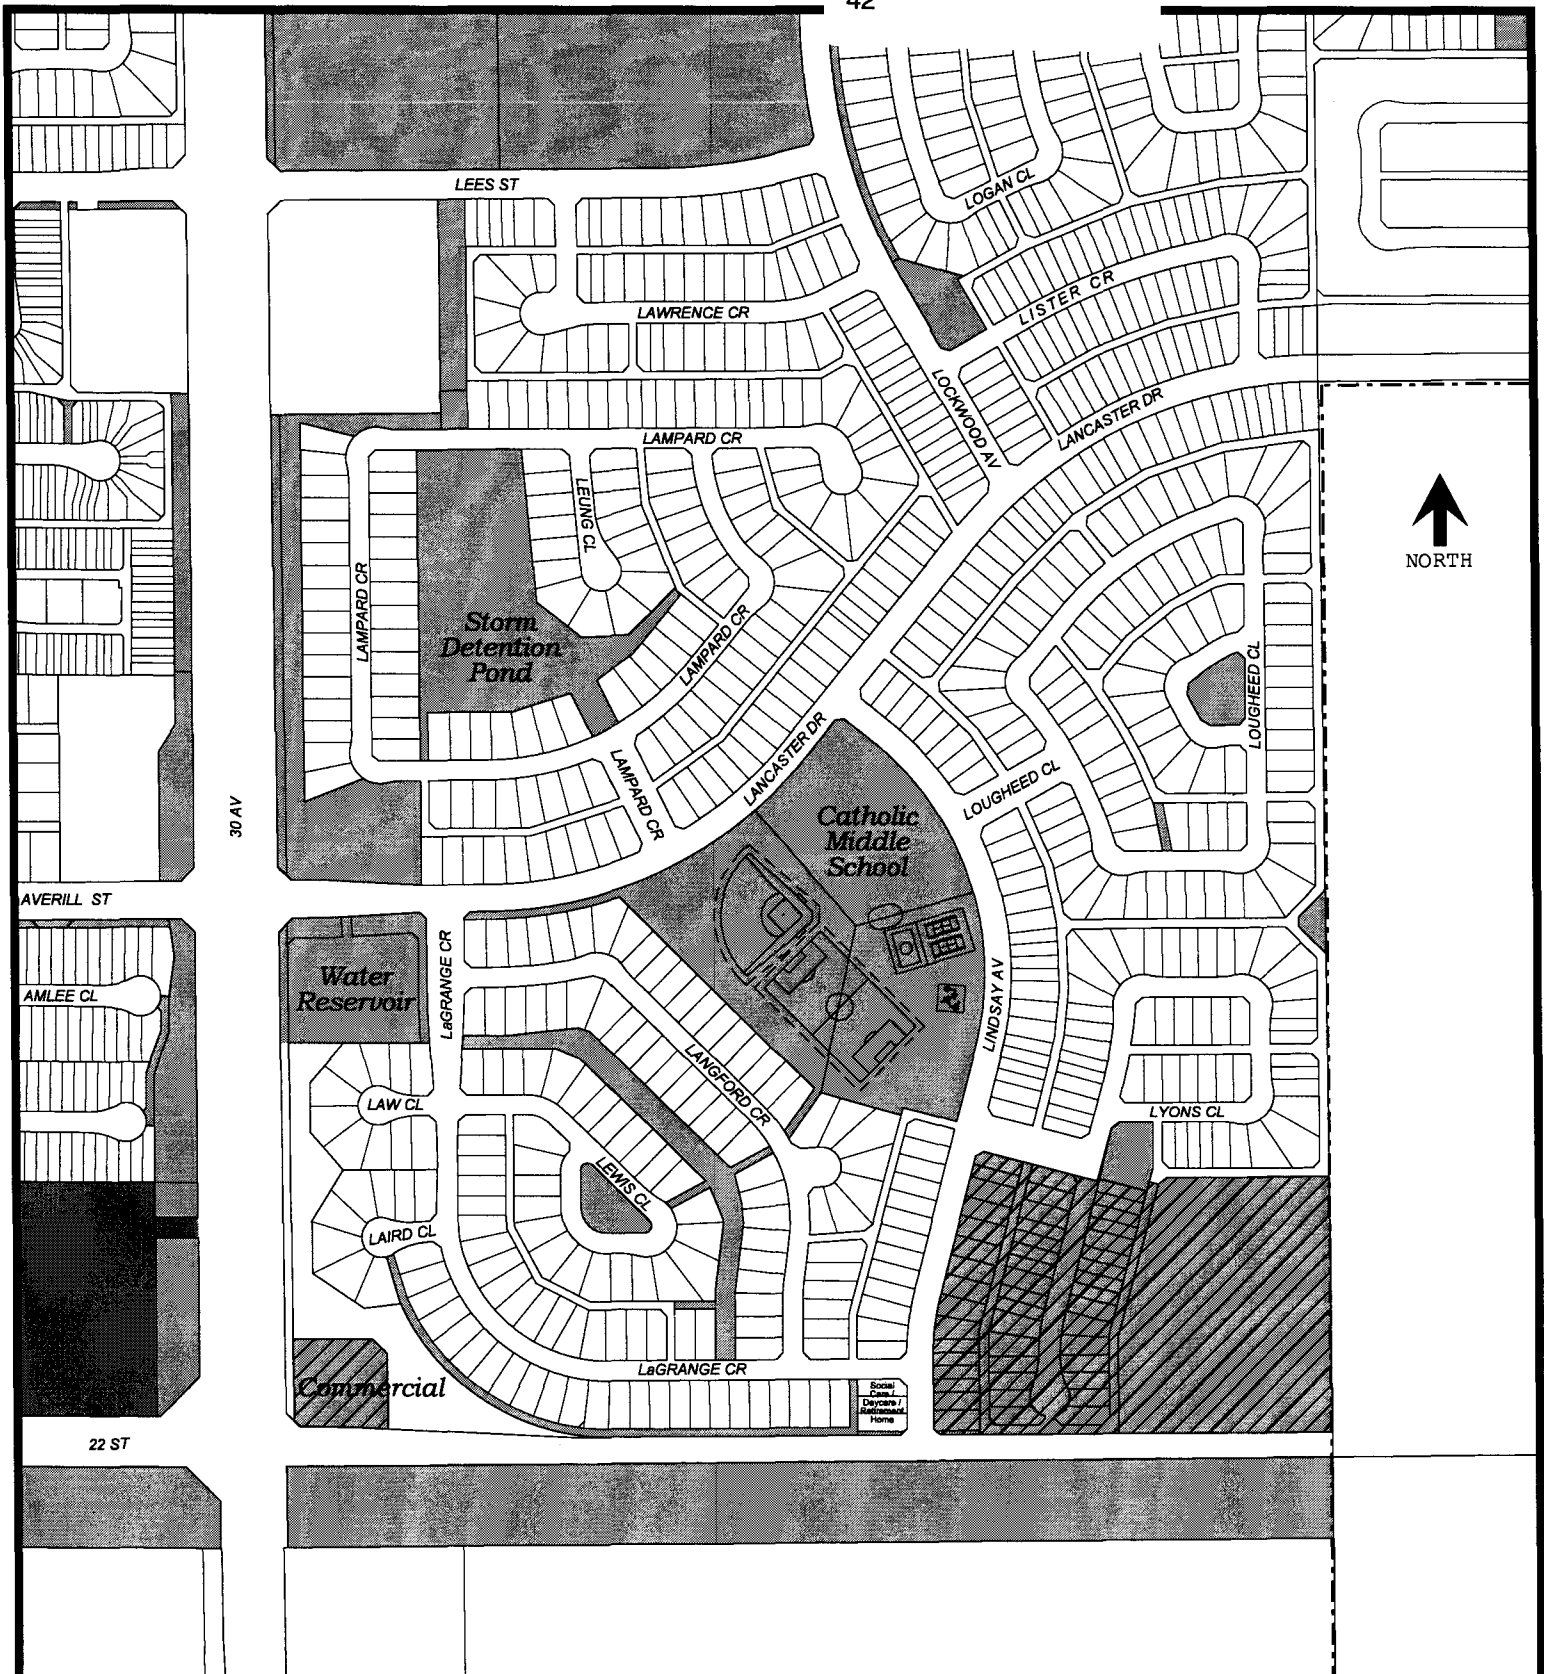 42
LEES ST
LOGAN CL
LISTER CR
LAWRENCE CR
LOCKWOOD AV
LANCASTER DR
LAMPARD CR
LEUNG CL
NORTH
LAMPARD CR
Storm
Detention
Pond
LAMPARD CR
LOUGHEED CL
LANCASTER DR
LAMPARD CR
LOUGHEED CL
30 AV
Catholic
Middle
School
AVERILL ST
Water
Reservoir
LaGRANGE CR
AMLEE CL
LINDSAY AV
LANGFORD CR
LAW CL
LYONS CL
LEWIS CL
LAIRD CL
LaGRANGE CR
Commercial
Social
Care /
Daycare /
Retirement
Home
22 ST